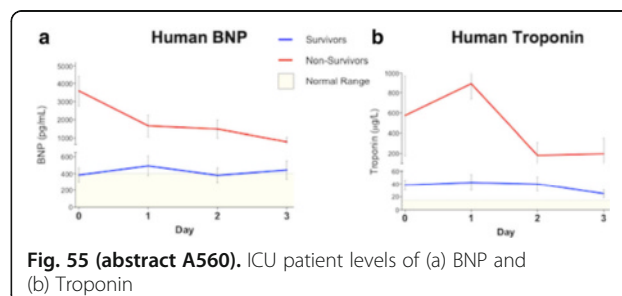 a Human BNP
Survivors
Non-Survivors
Normal Range
b Human Troponin
BNP (pg/mL)
5000
4000
3000
2000
1000
600
400
200
0
0 1 2 3
Day
Troponin (µg/L)
1000
800
600
400
200
60
40
20
0
0 1 2 3
Day
Fig. 55 (abstract A560). ICU patient levels of (a) BNP and
(b) Troponin